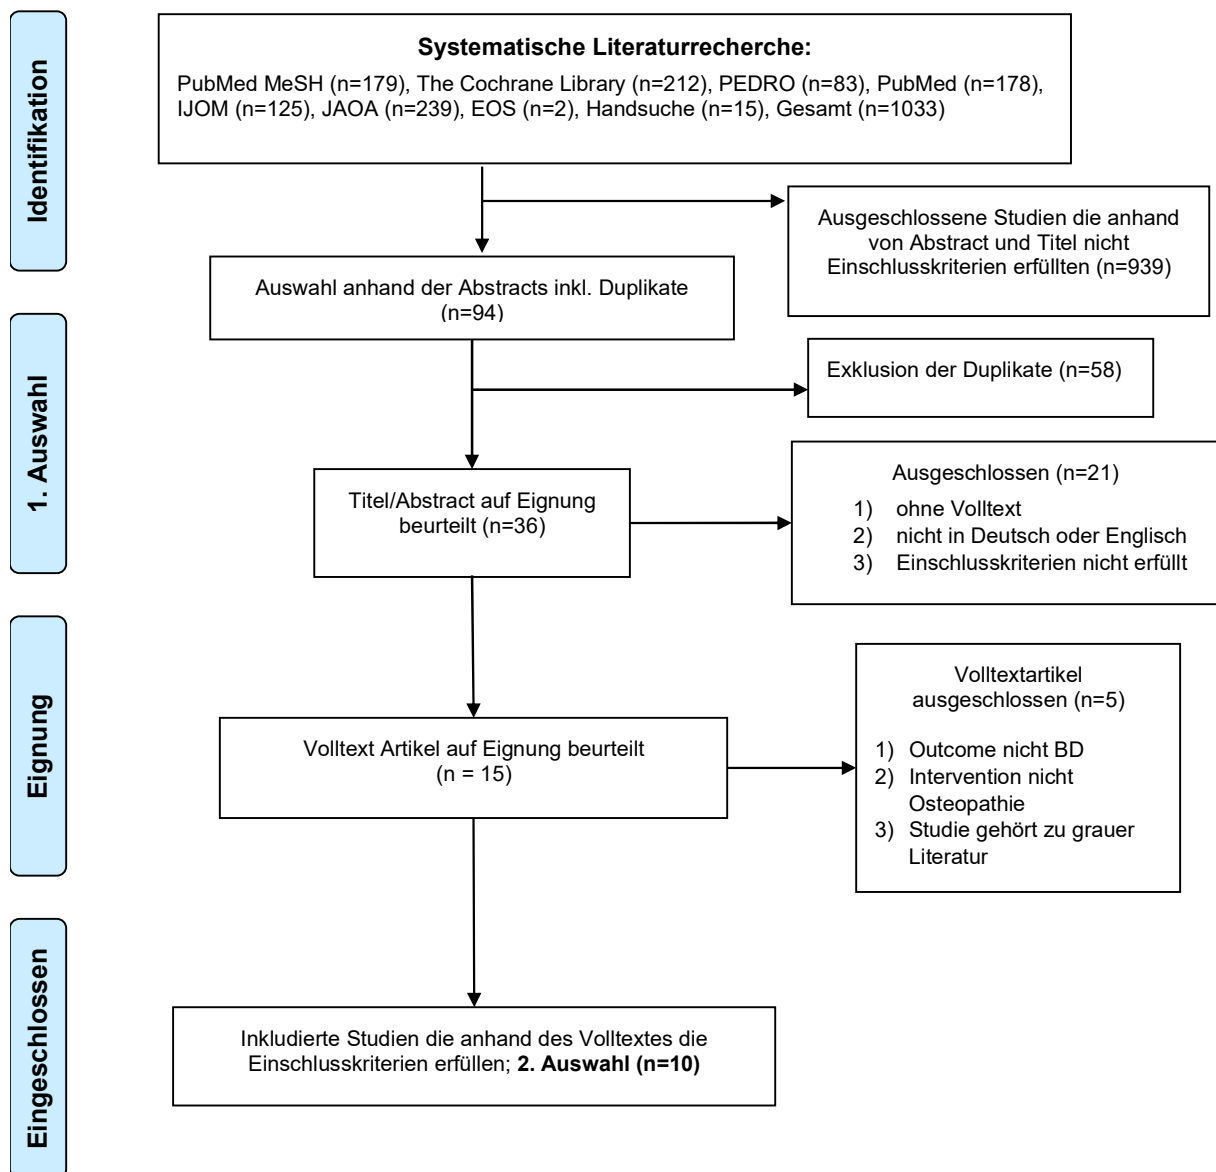 Identifikation
Systematische Literaturrecherche:
PubMed MeSH (n=179), The Cochrane Library (n=212), PEDRO (n=83), PubMed (n=178),
IJOM (n=125), JAOA (n=239), EOS (n=2), Handsuche (n=15), Gesamt (n=1033)
Ausgeschlossene Studien die anhand
von Abstract und Titel nicht
Einschlusskriterien erfüllten (n=939)
Auswahl anhand der Abstracts inkl. Duplikate
(n=94)
1. Auswahl
Exklusion der Duplikate (n=58)
Titel/Abstract auf Eignung
beurteilt (n=36)
Ausgeschlossen (n=21)
1) ohne Volltext
2) nicht in Deutsch oder Englisch
3) Einschlusskriterien nicht erfüllt
Eignung
Volltext Artikel auf Eignung beurteilt
(n = 15)
Volltextartikel
ausgeschlossen (n=5)
1) Outcome nicht BD
2) Intervention nicht
Osteopathie
3) Studie gehört zu grauer
Literatur
Eingeschlossen
Inkludierte Studien die anhand des Volltextes die
Einschlusskriterien erfüllen; 2. Auswahl (n=10)